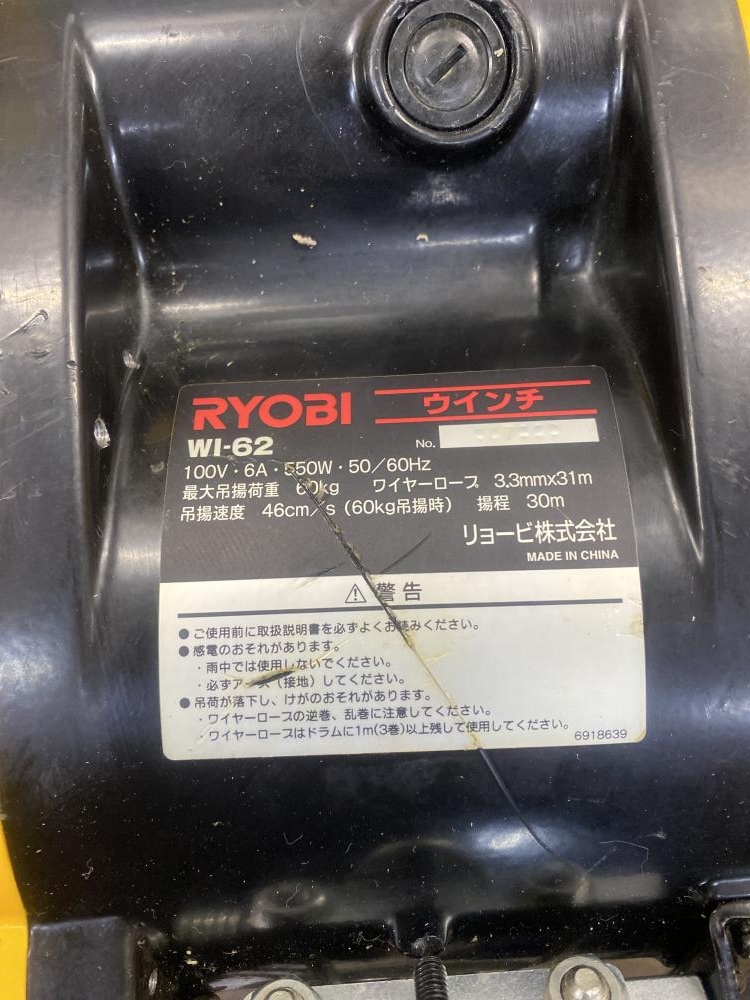 RYOBI ウインチ
WI-62 No.
100V・6A・550W・50/60Hz
最大吊揚荷重 60kg ワイヤーロープ 3.3mmx31m
吊揚速度 46cm/s (60kg吊揚時) 揚程 30m
リョービ株式会社
MADE IN CHINA
⚠ 警告
●ご使用前に取扱説明書を必ずよくお読みください。
●感電のおそれがあります。
・雨中では使用しないでください。
・必ずアース(接地)してください。
●吊荷が落下し、けがのおそれがあります。
・ワイヤーロープの逆巻、乱巻に注意してください。
・ワイヤーロープはドラムに1m(3巻)以上残して使用してください。
6918639